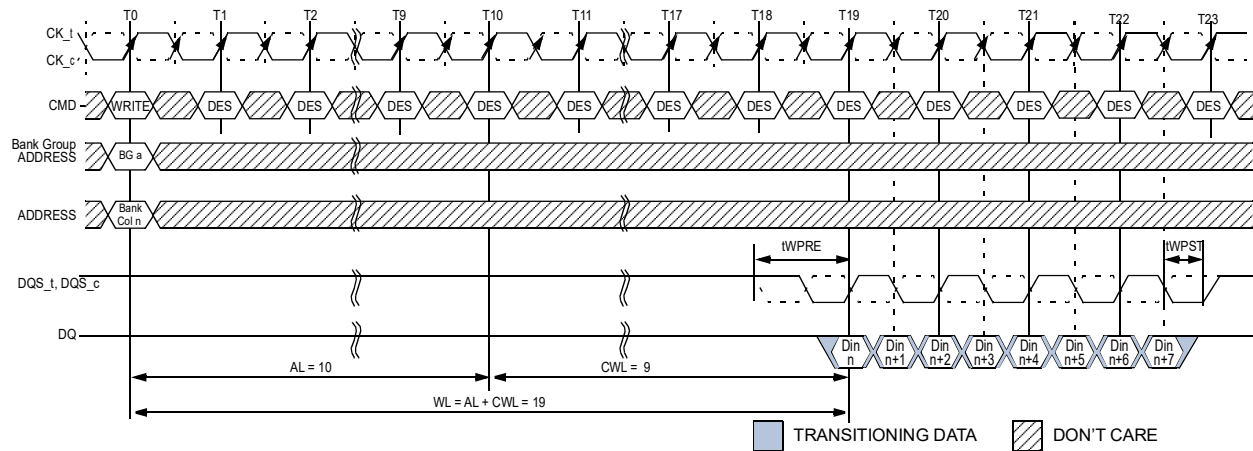 T0 T1 T2 T9 T10 T11 T17 T18 T19 T20 T21 T22 T23
CK_t
CK_c
CMD WRITE DES DES DES DES DES DES DES DES DES DES DES DES
Bank Group
ADDRESS
BG a
ADDRESS
Bank
Col n
tWPRE
tWPST
DQS_t, DQS_c
DQ
Din
n
Din
n+1
Din
n+2
Din
n+3
Din
n+4
Din
n+5
Din
n+6
Din
n+7
AL = 10
CWL = 9
WL = AL + CWL = 19
TRANSITIONING DATA
DON'T CARE